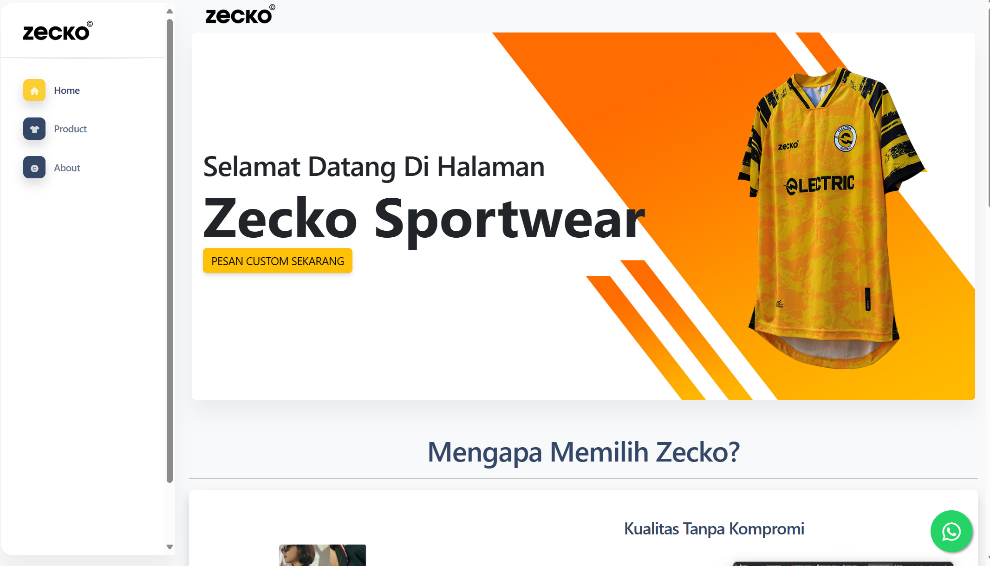 zecko©
Home
Product
About
zecko©
Selamat Datang Di Halaman
Zecko Sportwear
PESAN CUSTOM SEKARANG
zecko
ELECTRIC
Mengapa Memilih Zecko?
Kualitas Tanpa Kompromi